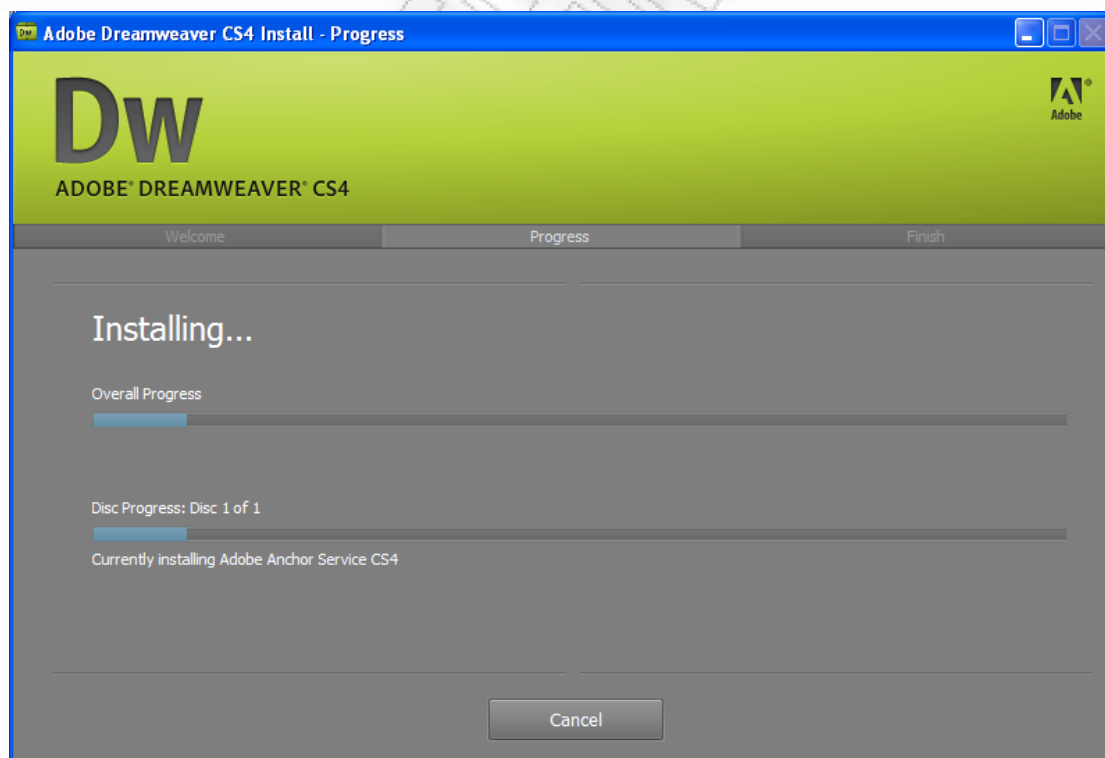 Dw Adobe Dreamweaver CS4 Install - Progress
Dw
ADOBE® DREAMWEAVER® CS4
Adobe®
Welcome Progress Finish
Installing...
Overall Progress
Disc Progress: Disc 1 of 1
Currently installing Adobe Anchor Service CS4
Cancel